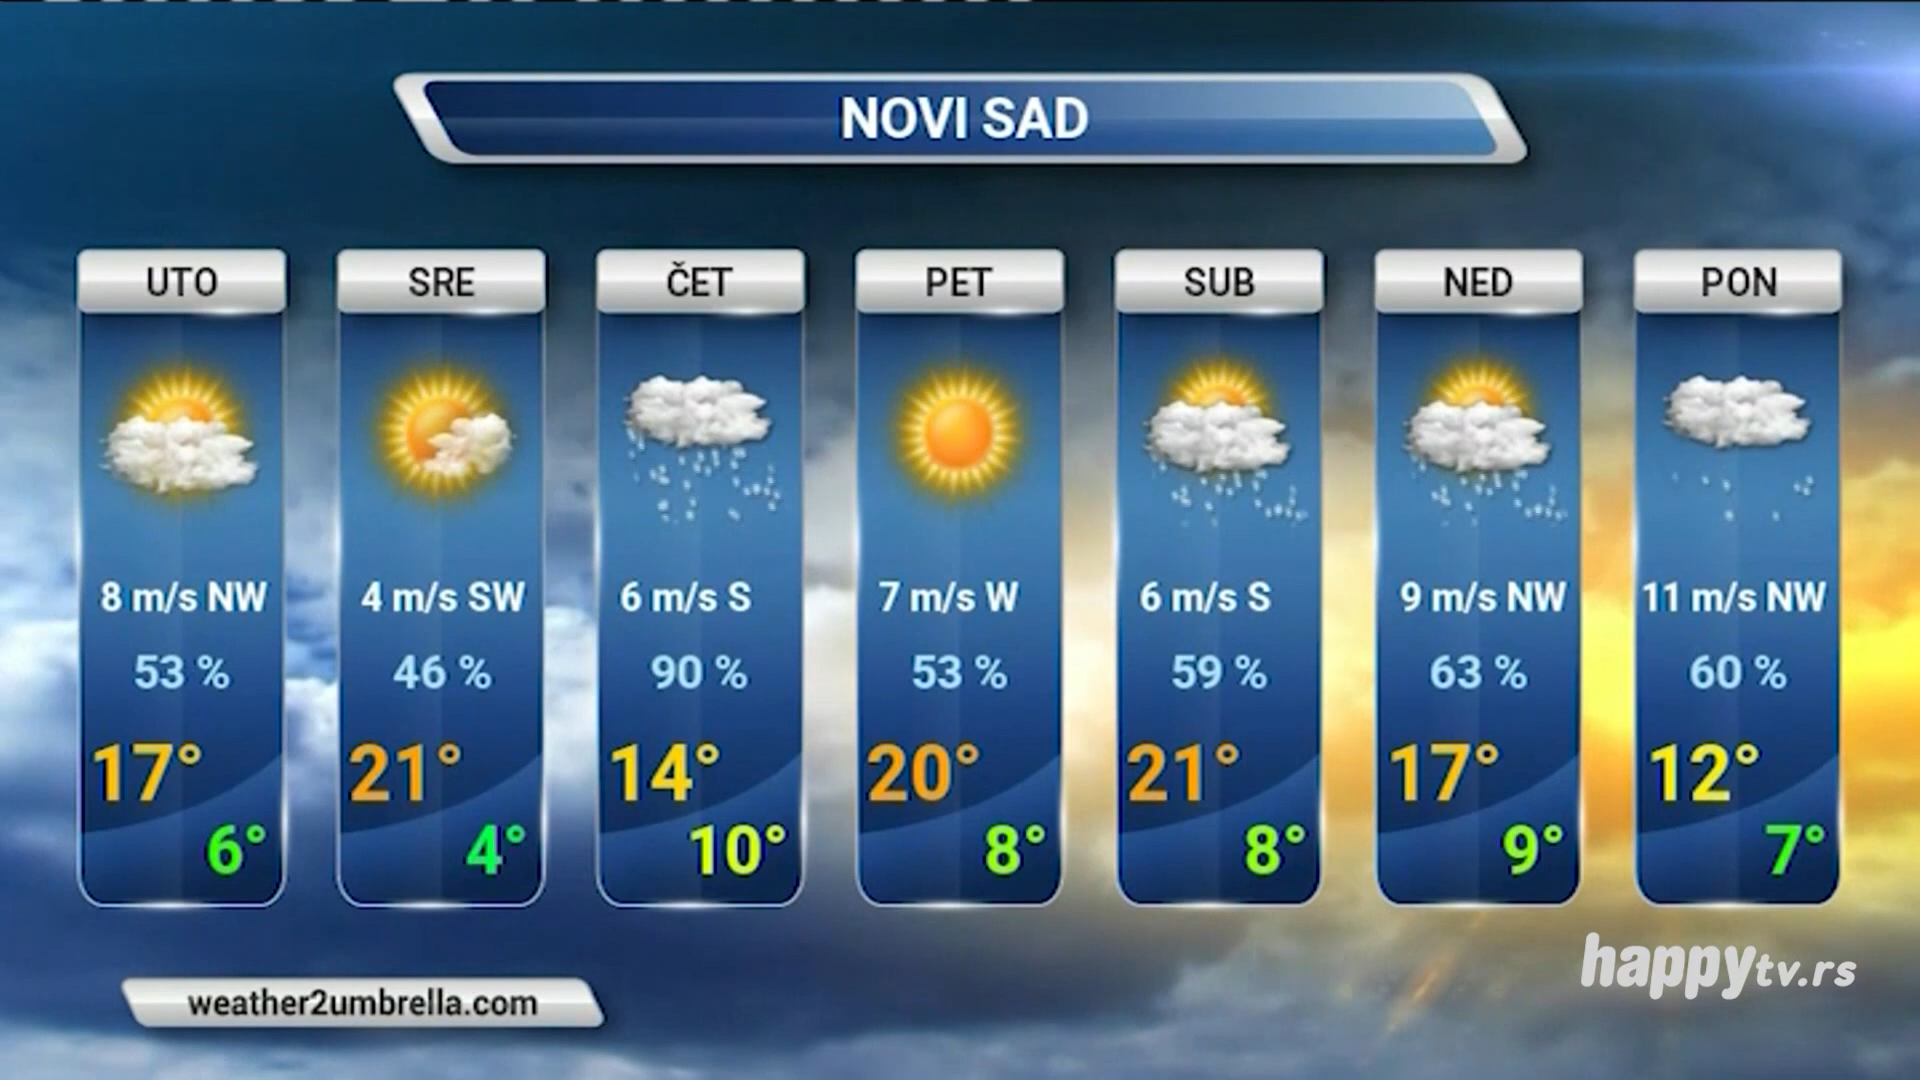 NOVI SAD
UTO SRE ČET PET SUB NED PON
8 m/s NW 4 m/s SW 6 m/s S 7 m/s W 6 m/s S 9 m/s NW 11 m/s NW
53 % 46 % 90 % 53 % 59 % 63 % 60 %
17° 21° 14° 20° 21° 17° 12°
6° 4° 10° 8° 8° 9° 7°
happytv.rs
weather2umbrella.com